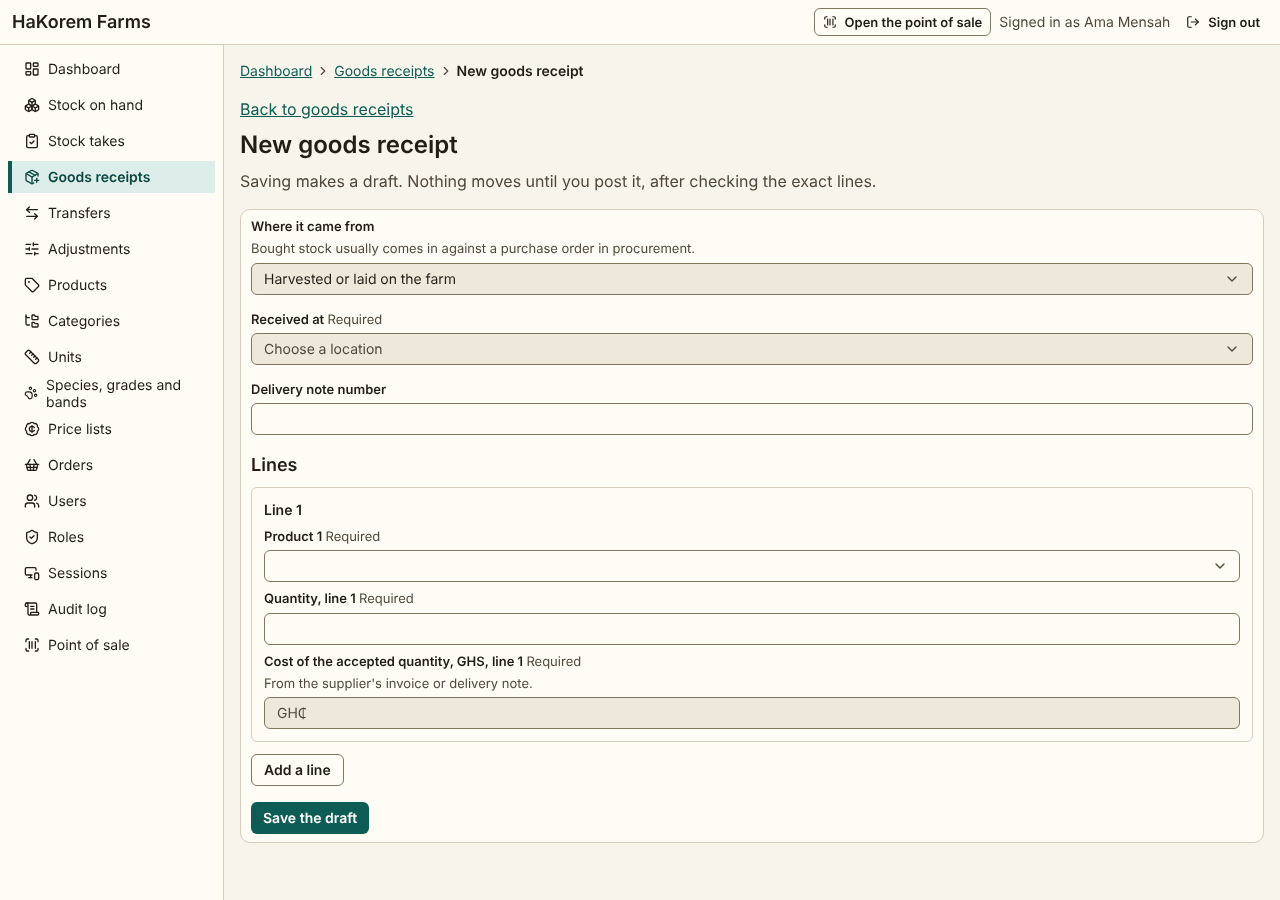 HaKorem Farms
Open the point of sale
Signed in as Ama Mensah
Sign out
Dashboard
Stock on hand
Stock takes
Goods receipts
Transfers
Adjustments
Products
Categories
Units
Species, grades and
bands
Price lists
Orders
Users
Roles
Sessions
Audit log
Point of sale
Dashboard > Goods receipts > New goods receipt
Back to goods receipts
New goods receipt
Saving makes a draft. Nothing moves until you post it, after checking the exact lines.
Where it came from
Bought stock usually comes in against a purchase order in procurement.
Harvested or laid on the farm
Received at Required
Choose a location
Delivery note number
Lines
Line 1
Product 1 Required
Quantity, line 1 Required
Cost of the accepted quantity, GHS, line 1 Required
From the supplier's invoice or delivery note.
GH₵
Add a line
Save the draft